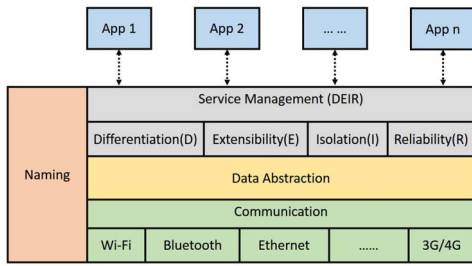 App 1
App 2
... ...
App n
Service Management (DEIR)
Differentiation(D)
Extensibility(E)
Isolation(I)
Reliability(R)
Naming
Data Abstraction
Communication
Wi-Fi
Bluetooth
Ethernet
......
3G/4G